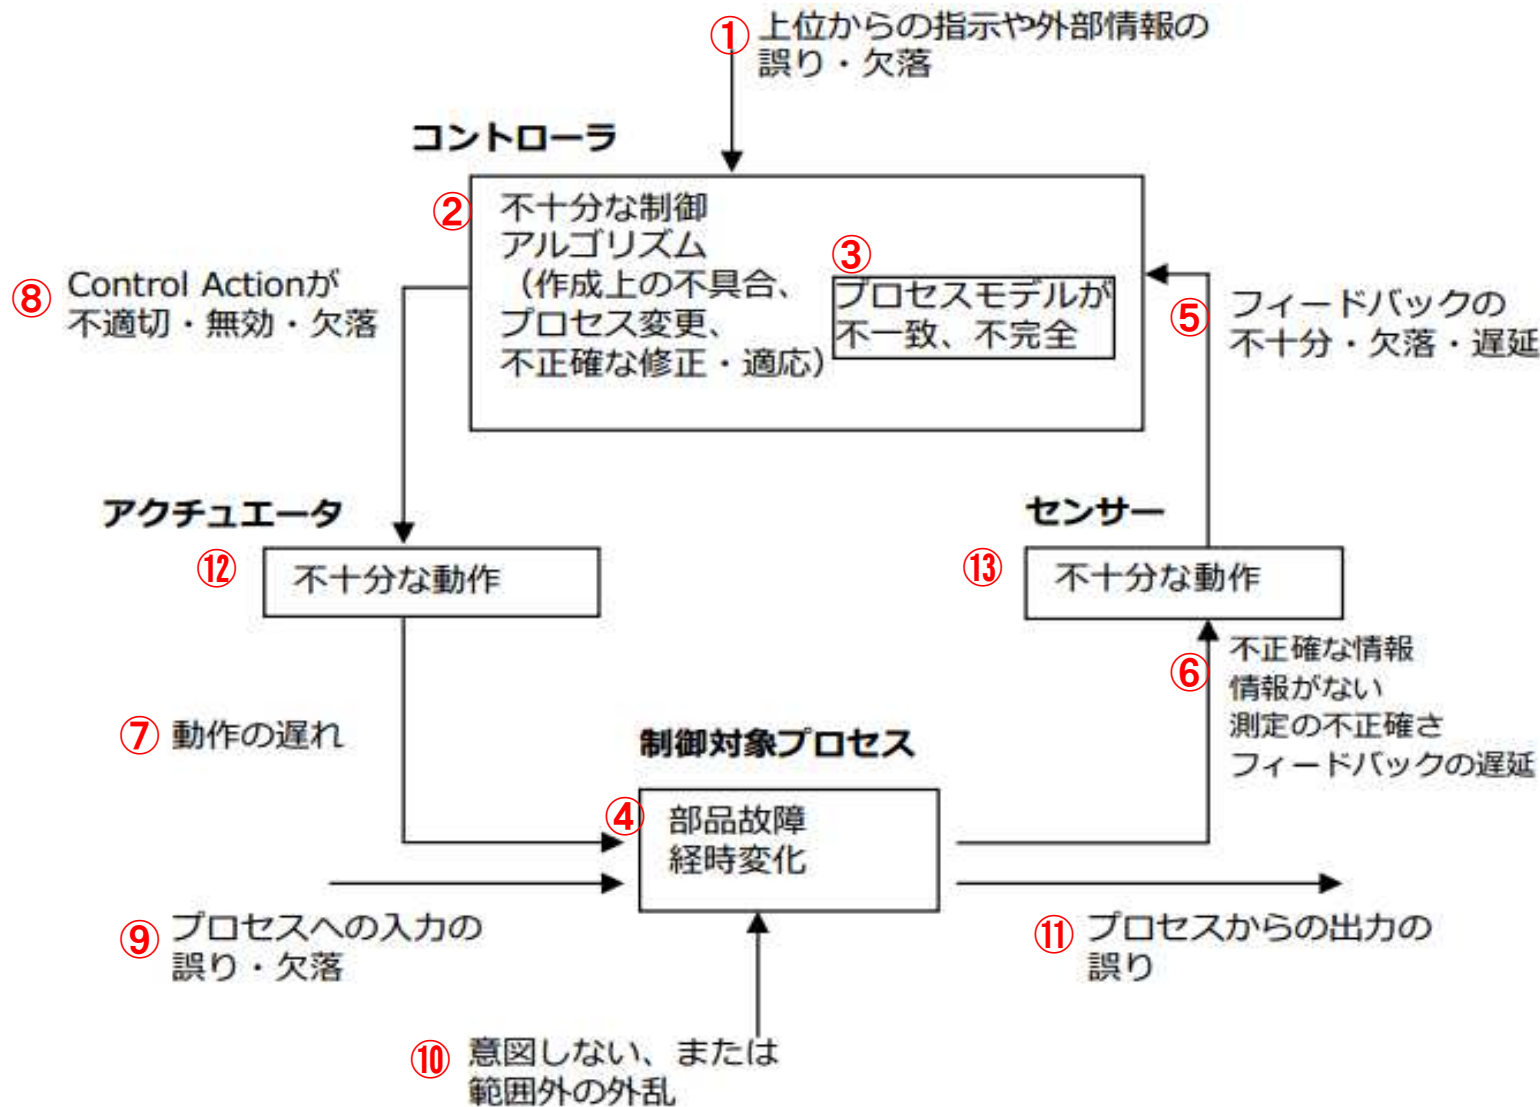 ① 上位からの指示や外部情報の
誤り・欠落
コントローラ
② 不十分な制御
アルゴリズム
（作成上の不具合、
プロセス変更、
不正確な修正・適応）
③
プロセスモデルが
不一致、不完全
⑧ Control Actionが
不適切・無効・欠落
⑤ フィードバックの
不十分・欠落・遅延
アクチュエータ
⑫ 不十分な動作
センサー
⑬ 不十分な動作
⑥ 不正確な情報
情報がない
測定の不正確さ
フィードバックの遅延
⑦ 動作の遅れ
制御対象プロセス
④ 部品故障
経時変化
⑨ プロセスへの入力の
誤り・欠落
⑪ プロセスからの出力の
誤り
⑩ 意図しない、または
範囲外の外乱